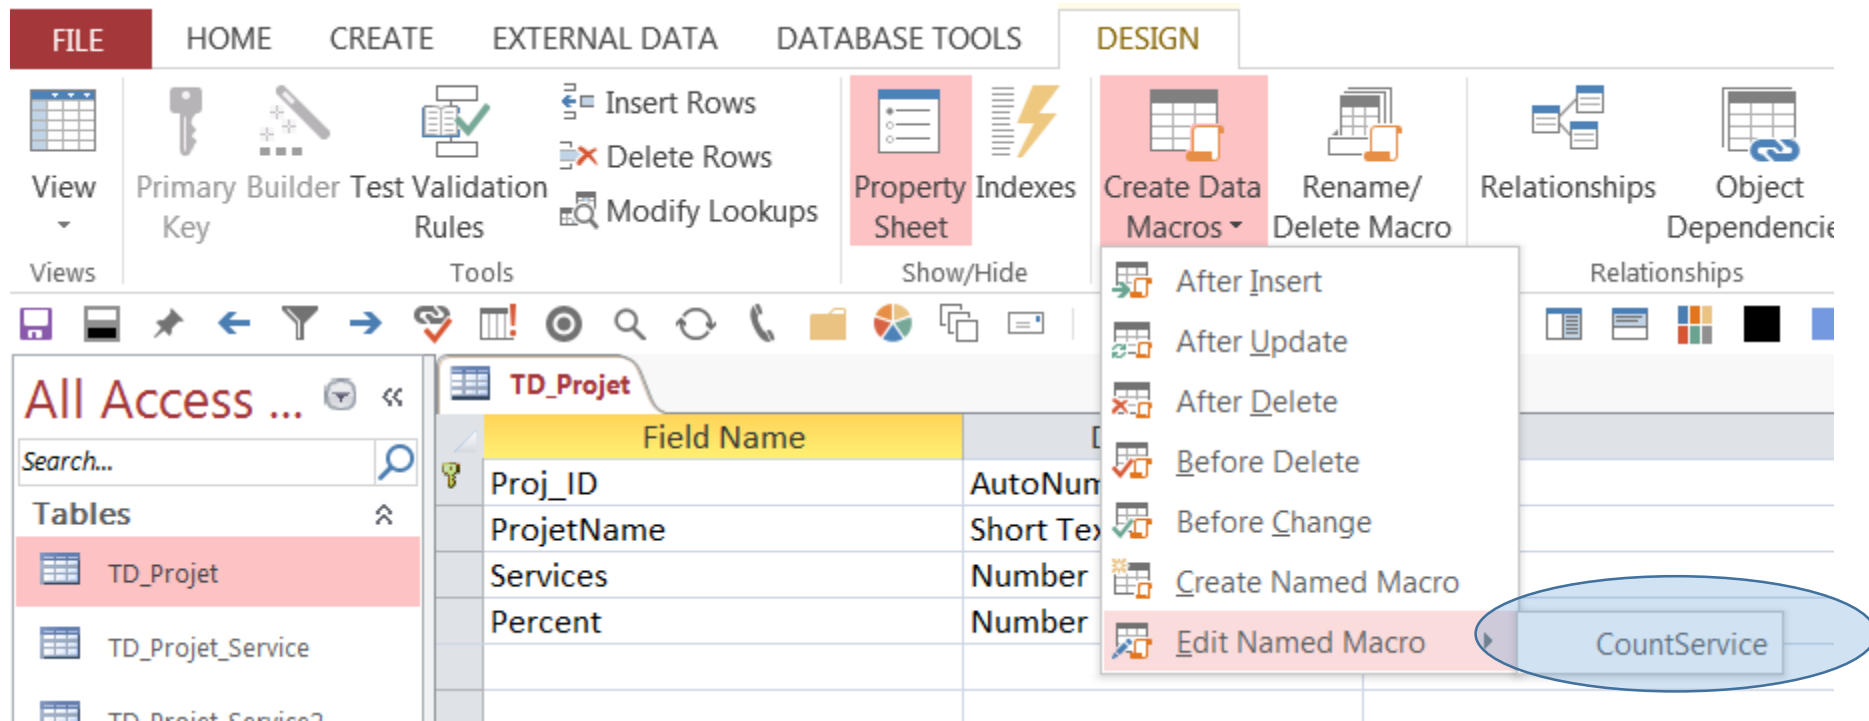 FILE HOME CREATE EXTERNAL DATA DATABASE TOOLS DESIGN
View
Primary Key
Builder
Test Validation Rules
Insert Rows
Delete Rows
Modify Lookups
Property Sheet
Indexes
Create Data Macros
Rename/ Delete Macro
Relationships
Object
Views
Tools
Show/Hide
Relationships
After Insert
After Update
After Delete
Before Delete
Before Change
Create Named Macro
Edit Named Macro
CountService
All Access ...
Search...
Tables
TD_Projet
TD_Projet_Service
TD_Projet
Field Name
Proj_ID
ProjetName
Short Tex
Services Number
Percent Number